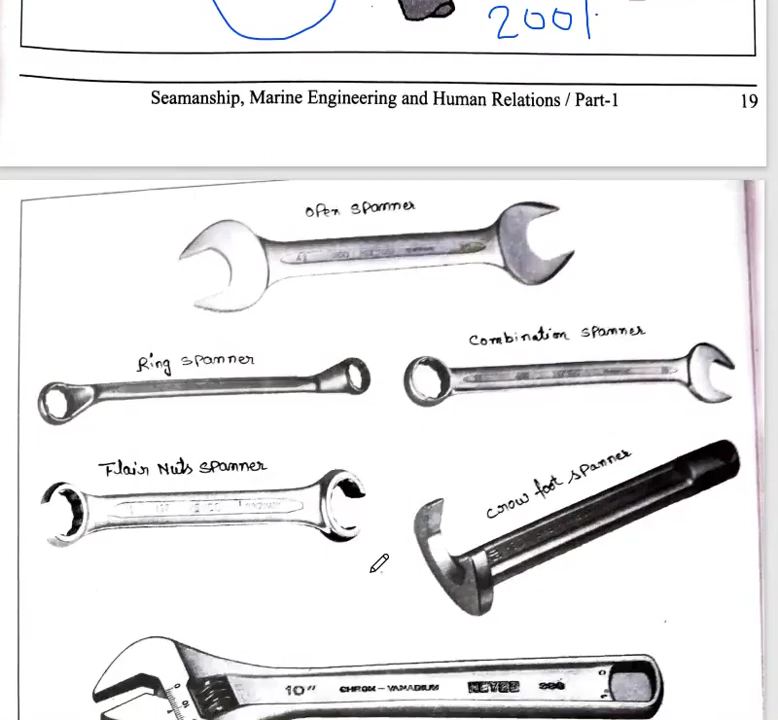 200/.
Seamanship, Marine Engineering and Human Relations / Part-1
19
Open Spanner
Combination Spanner
Ring Spanner
Flair Nuts Spanner
Crow foot Spanner
10" CHROM-VANADIUM